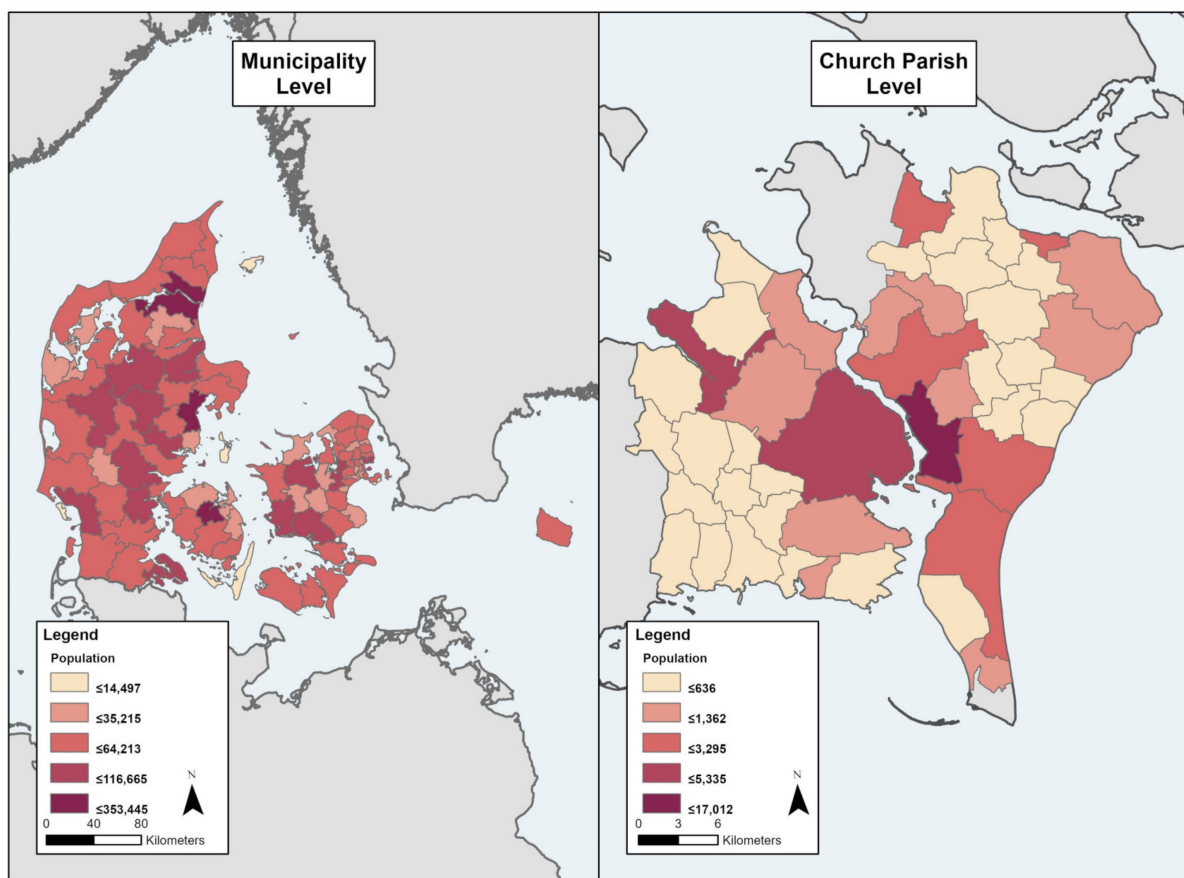 Municipality
Level
Legend
Population
≤14,497
≤35,215
≤64,213
≤116,665
≤353,445
N
0 40 80
Kilometers
Church Parish
Level
Legend
Population
≤636
≤1,362
≤3,295
≤5,335
≤17,012
N
0 3 6
Kilometers